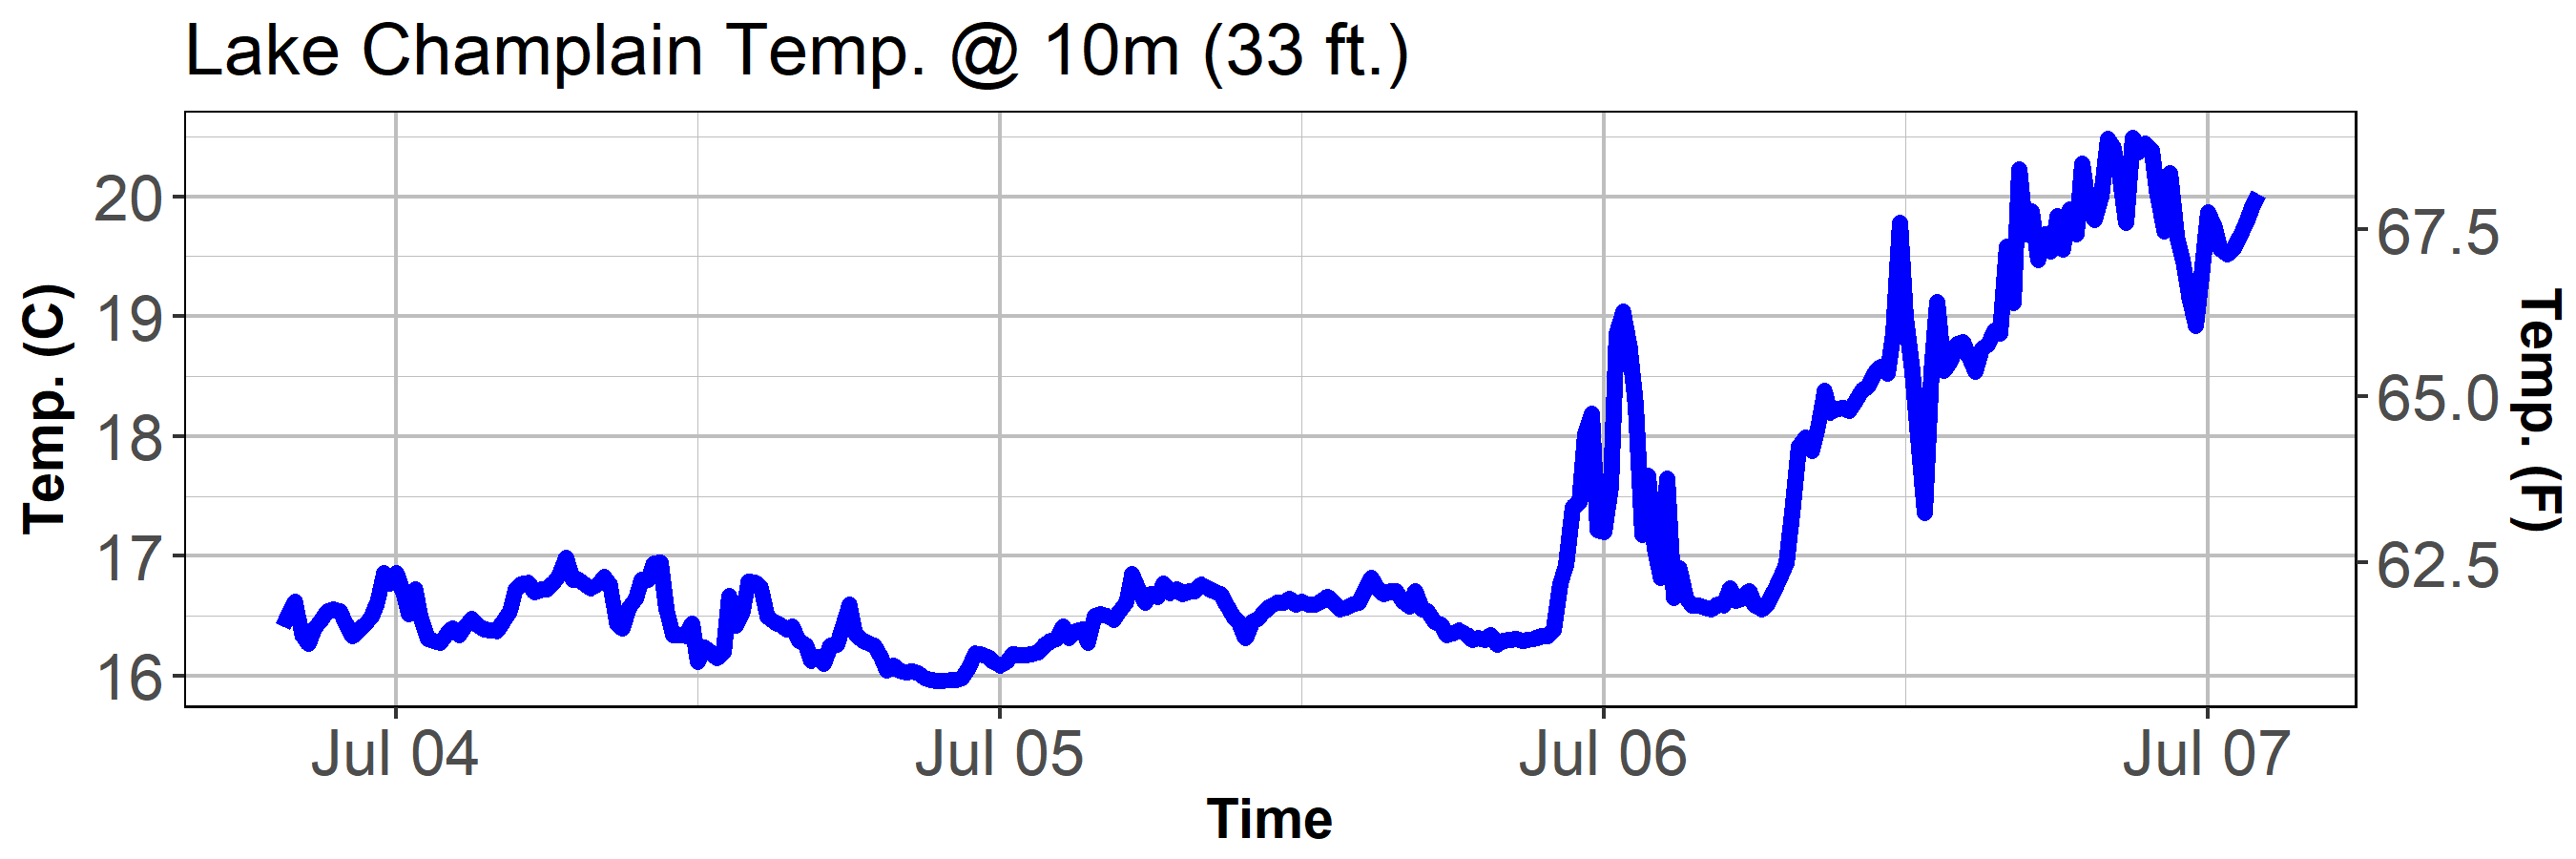 Lake Champlain Temp. @ 10m (33 ft.)
Temp. (C)
20
19
18
17
16
67.5
65.0
62.5
Temp. (F)
Jul 04 Jul 05 Jul 06 Jul 07
Time